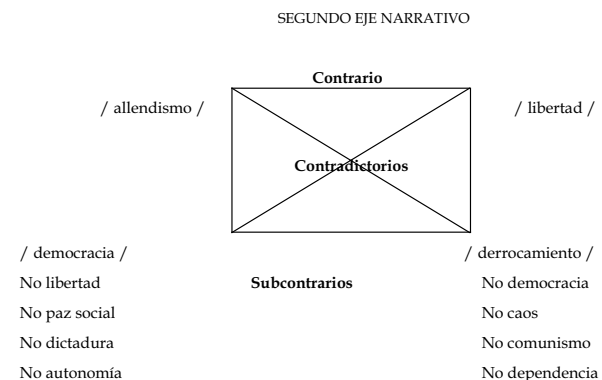 SEGUNDO EJE NARRATIVO
Contrario
/ allendismo / / libertad /
Contradictorios
/ democracia / / derrocamiento /
No libertad Subcontrarios No democracia
No paz social No caos
No dictadura No comunismo
No autonomía No dependencia